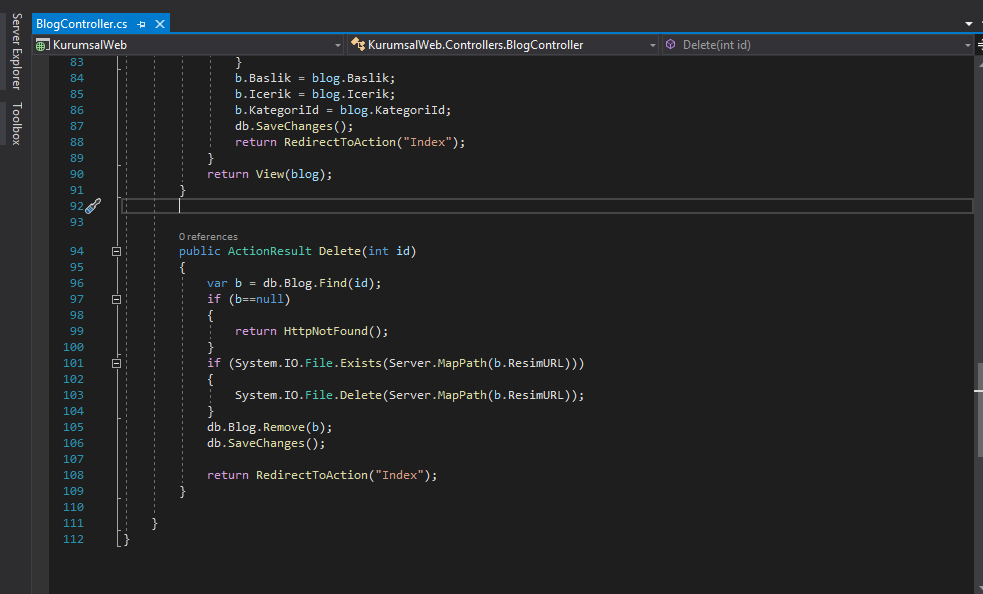 Server Explorer
Toolbox
BlogController.cs
KurumsalWeb
KurumsalWeb.Controllers.BlogController
Delete(int id)
83 }
84 b.Baslik = blog.Baslik;
85 b.Icerik = blog.Icerik;
86 b.KategoriId = blog.KategoriId;
87 db.SaveChanges();
88 return RedirectToAction("Index");
89 }
90 return View(blog);
91 }
92
93
0 references
94 public ActionResult Delete(int id)
95 {
96 var b = db.Blog.Find(id);
97 if (b==null)
98 {
99 return HttpNotFound();
100 }
101 if (System.IO.File.Exists(Server.MapPath(b.ResimURL)))
102 {
103 System.IO.File.Delete(Server.MapPath(b.ResimURL));
104 }
105 db.Blog.Remove(b);
106 db.SaveChanges();
107
108 return RedirectToAction("Index");
109 }
110
111 }
112 }